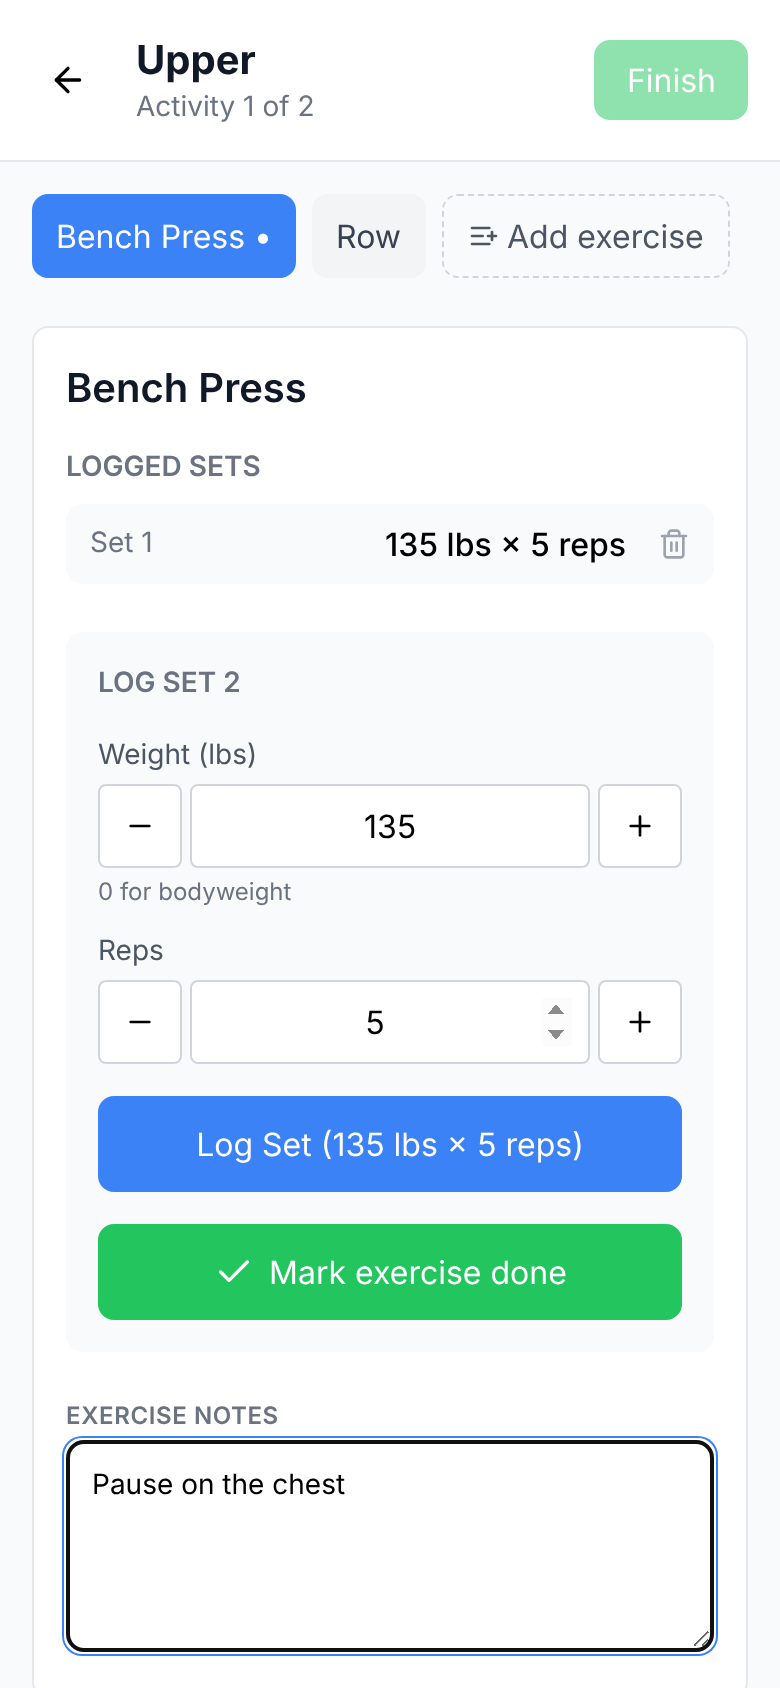 Upper
Activity 1 of 2
Finish
Bench Press •
Row
Add exercise
Bench Press
LOGGED SETS
Set 1
135 lbs × 5 reps
LOG SET 2
Weight (lbs)
135
0 for bodyweight
Reps
5
Log Set (135 lbs × 5 reps)
Mark exercise done
EXERCISE NOTES
Pause on the chest